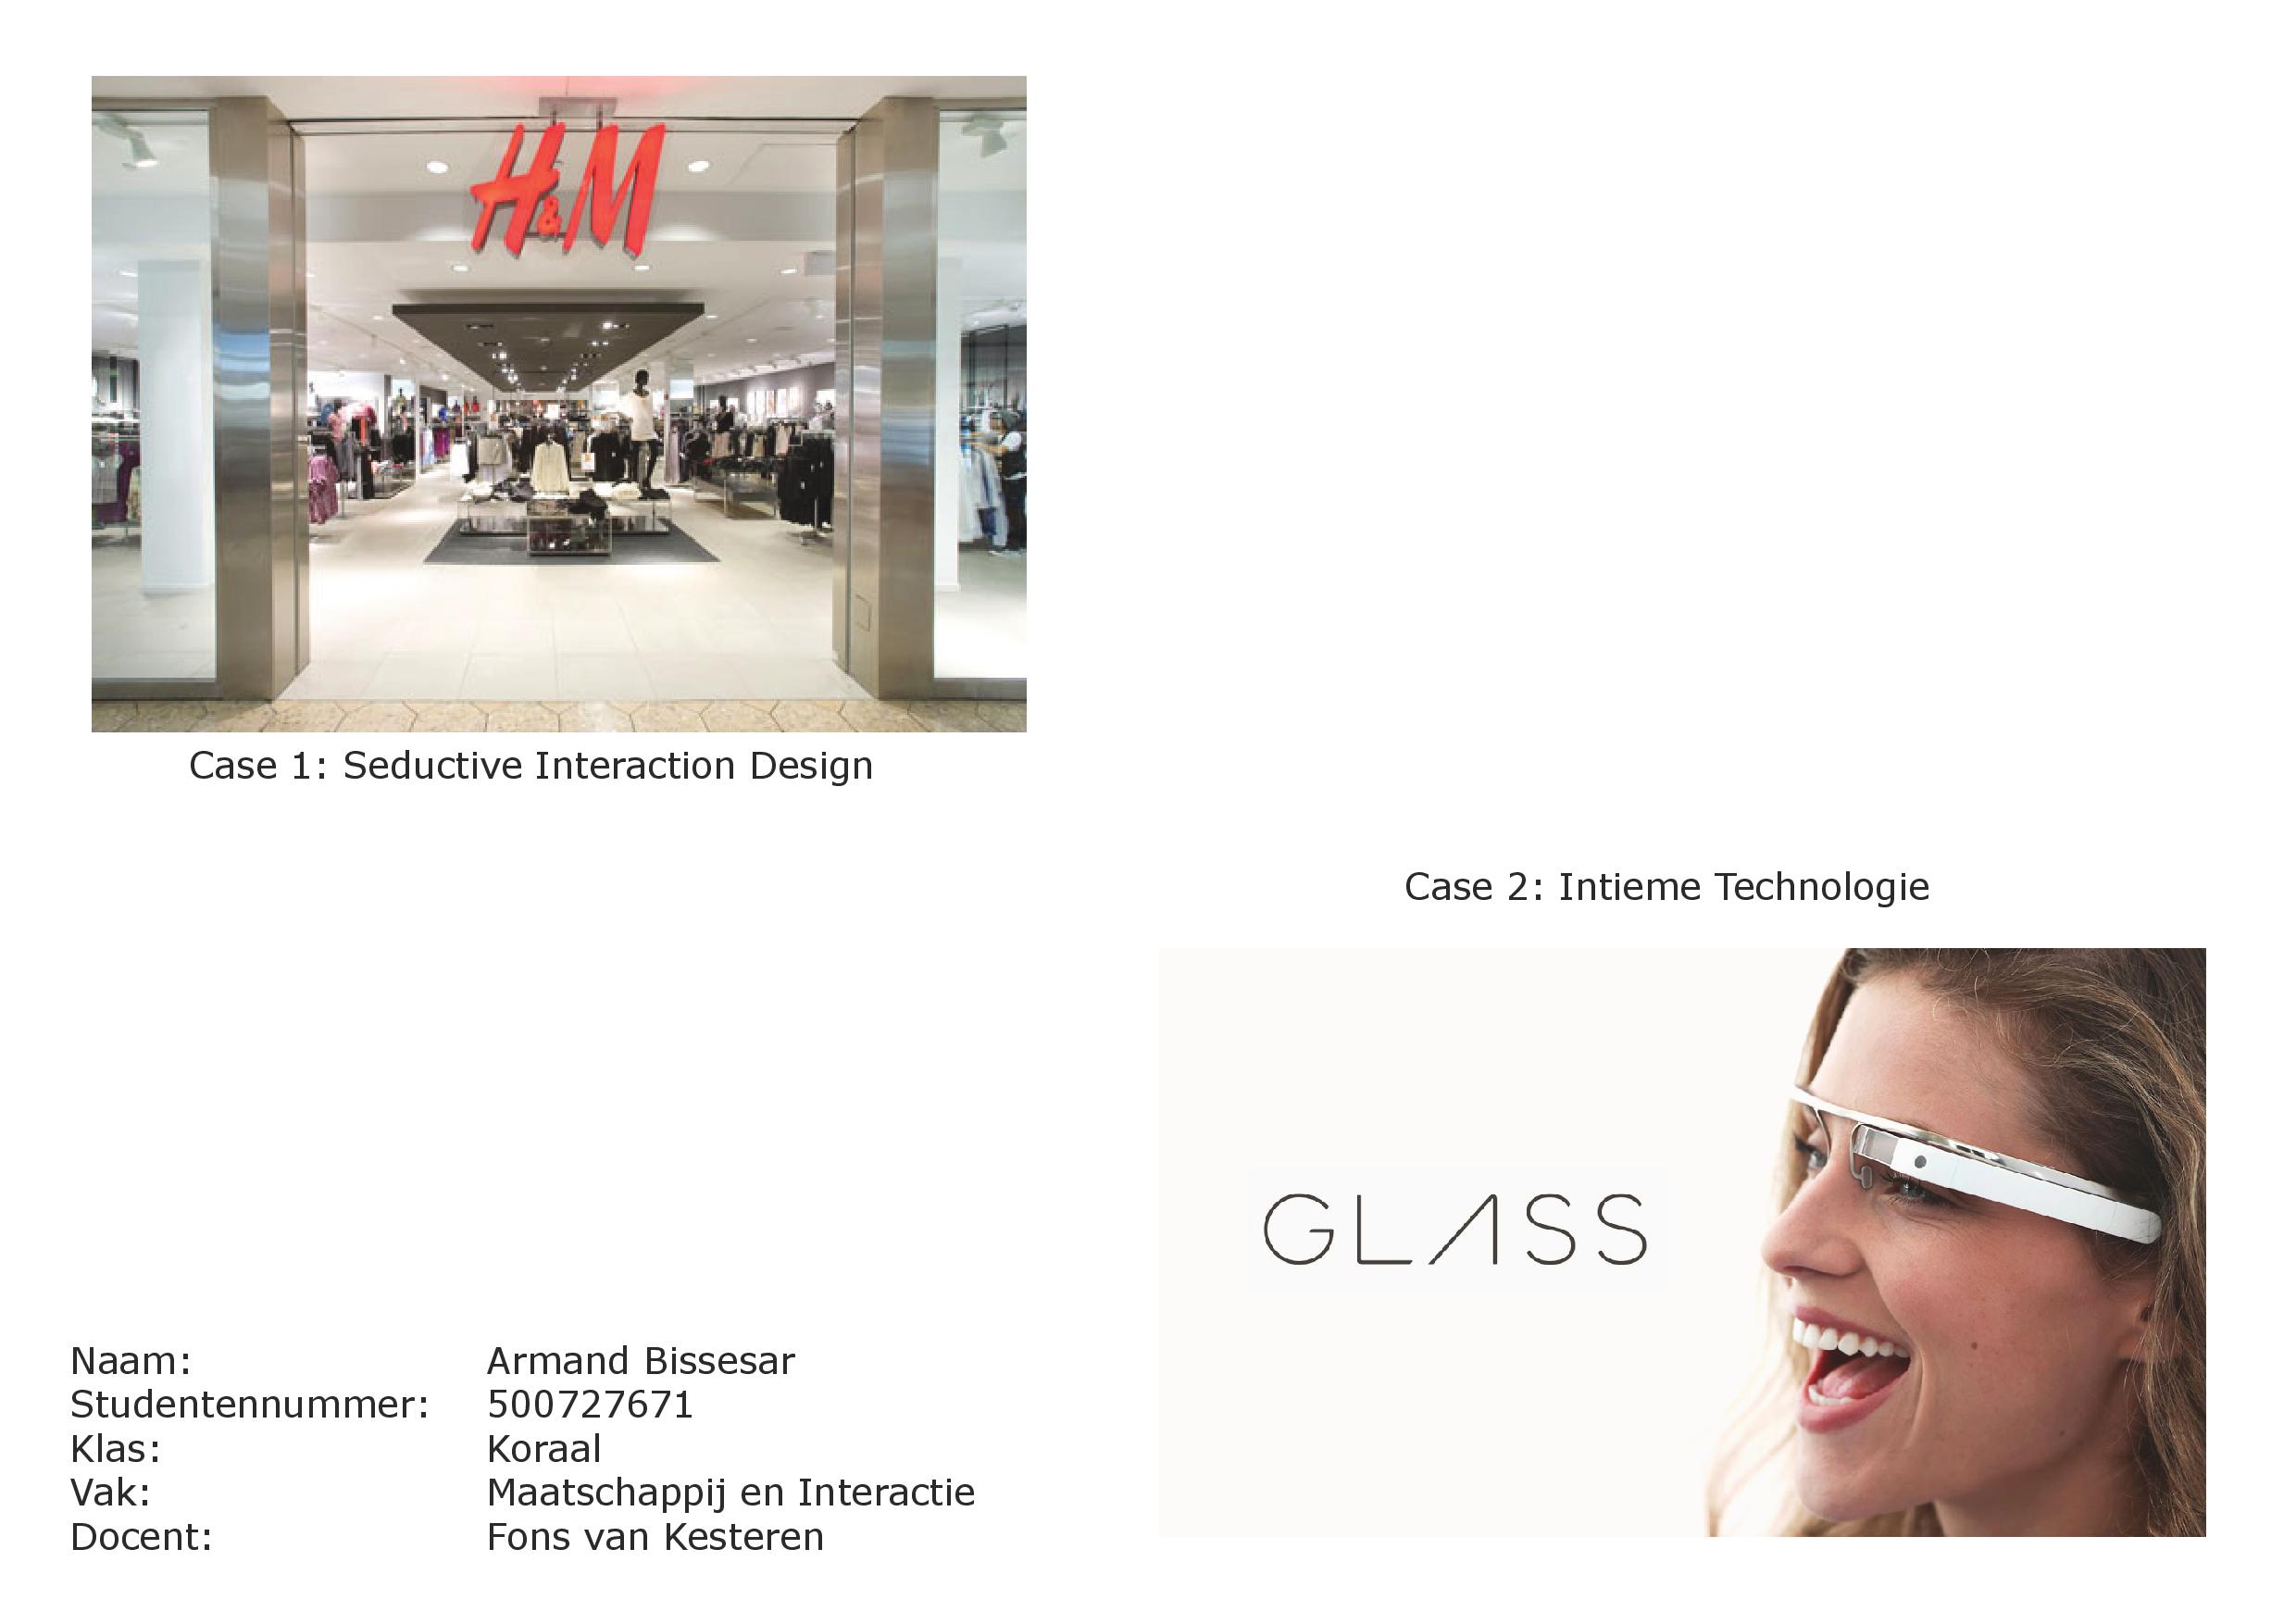 H&M
Case 1: Seductive Interaction Design
Case 2: Intieme Technologie
GLASS
Naam: Armand Bissesar
Studentennummer: 500727671
Klas: Koraal
Vak: Maatschappij en Interactie
Docent: Fons van Kesteren